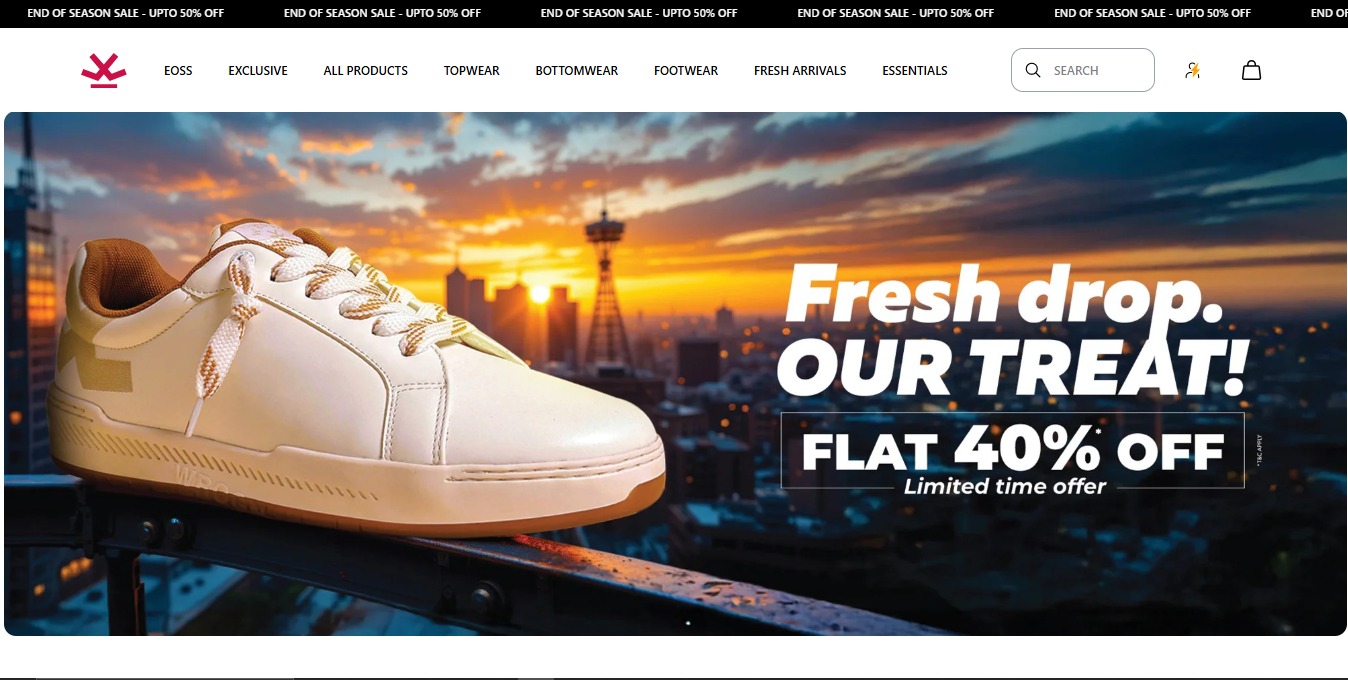 END OF SEASON SALE - UPTO 50% OFF END OF SEASON SALE - UPTO 50% OFF END OF SEASON SALE - UPTO 50% OFF END OF SEASON SALE - UPTO 50% OFF END OF SEASON SALE - UPTO 50% OFF END OF
EOSS EXCLUSIVE ALL PRODUCTS TOPWEAR BOTTOMWEAR FOOTWEAR FRESH ARRIVALS ESSENTIALS SEARCH
Fresh drop.
OUR TREAT!
FLAT 40%* OFF
*T&C APPLY
Limited time offer
WROGN